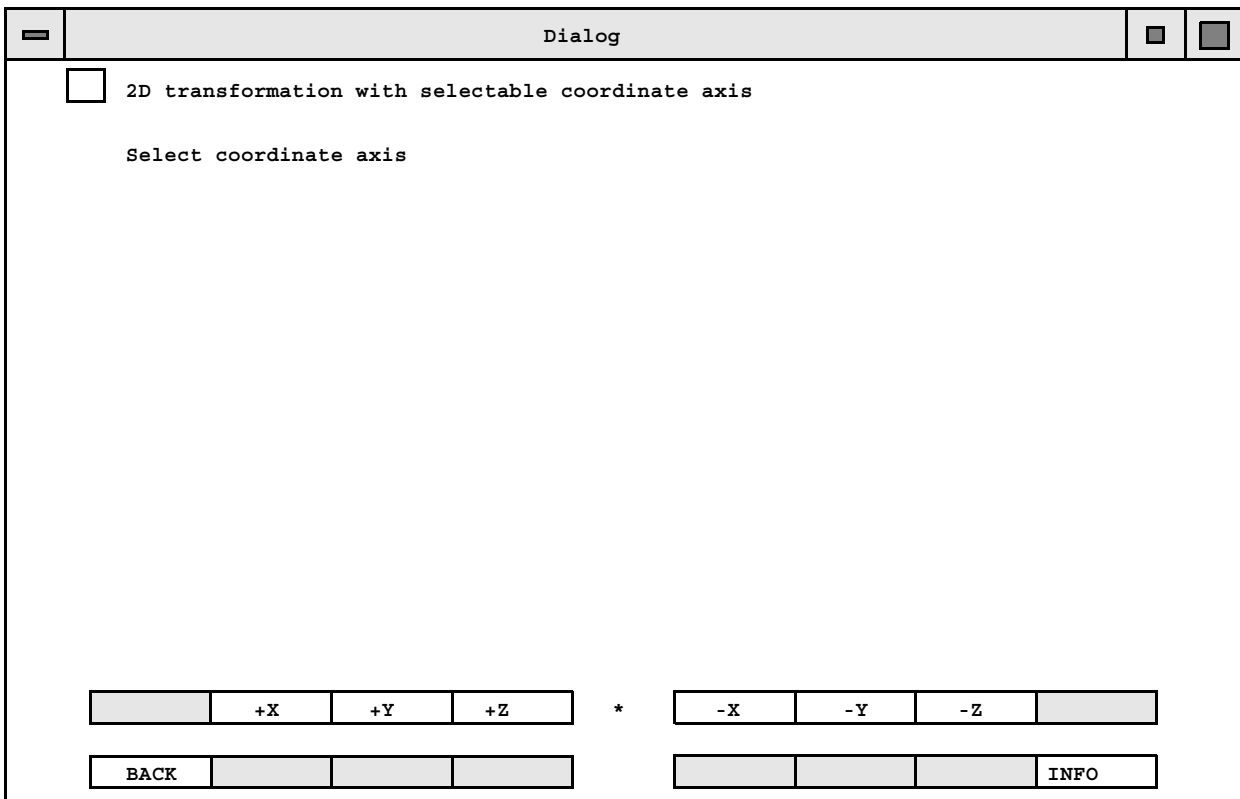 Dialog
2D transformation with selectable coordinate axis
Select coordinate axis
+X +Y +Z * -X -Y -Z
BACK INFO